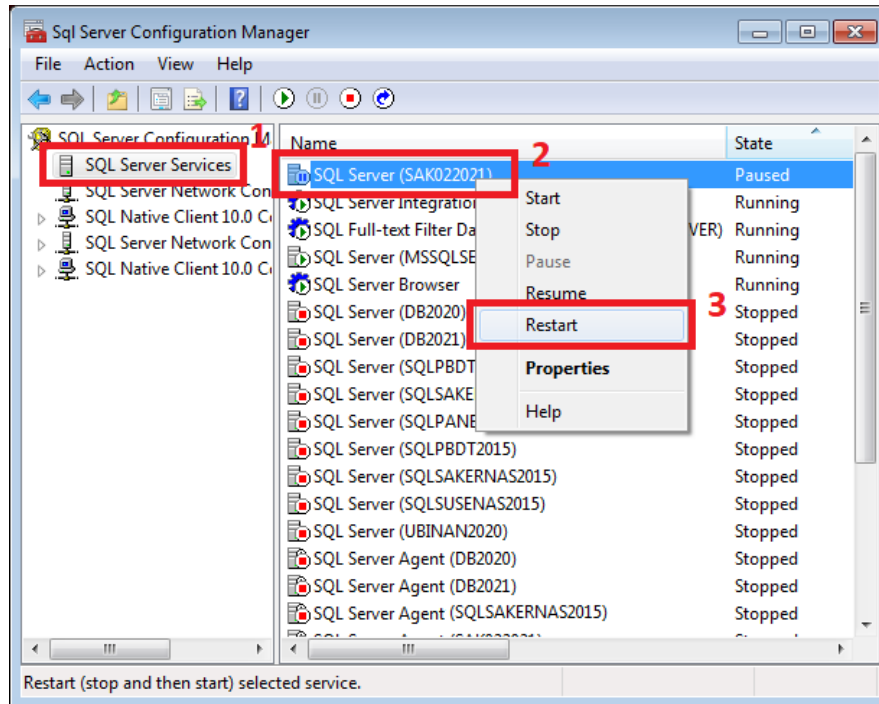 Sql Server Configuration Manager
File Action View Help
SQL Server Configuration M
1
SQL Server Services
SQL Server Network Con
SQL Native Client 10.0 C
SQL Server Network Con
SQL Native Client 10.0 C
Name State
2
SQL Server (SAK022021) Paused
SQL Server Integration Running
SQL Full-text Filter Da VER) Running
SQL Server (MSSQLSE Running
SQL Server Browser Running
SQL Server (DB2020) Stopped
SQL Server (DB2021) Stopped
SQL Server (SQLPBDT Stopped
SQL Server (SQLSAKE Stopped
SQL Server (SQLPANE Stopped
SQL Server (SQLPBDT2015) Stopped
SQL Server (SQLSAKERNAS2015) Stopped
SQL Server (SQLSUSENAS2015) Stopped
SQL Server (UBINAN2020) Stopped
SQL Server Agent (DB2020) Stopped
SQL Server Agent (DB2021) Stopped
SQL Server Agent (SQLSAKERNAS2015) Stopped
Start
Stop
Pause
Resume
3
Restart
Properties
Help
Restart (stop and then start) selected service.